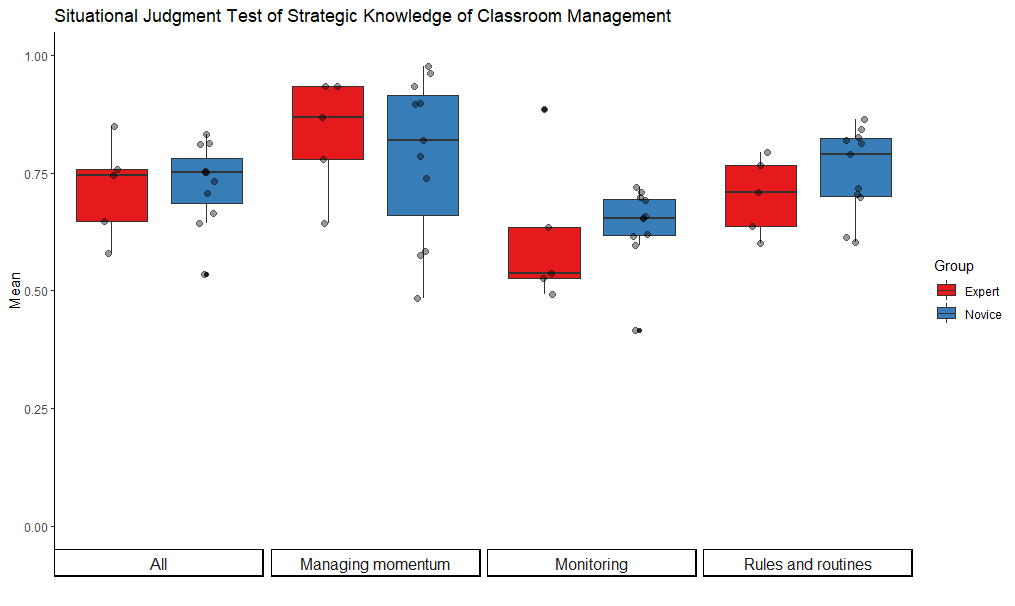 Situational Judgment Test of Strategic Knowledge of Classroom Management
1.00
0.75
0.50
0.25
0.00
Mean
All
Managing momentum
Monitoring
Rules and routines
Group
Expert
Novice